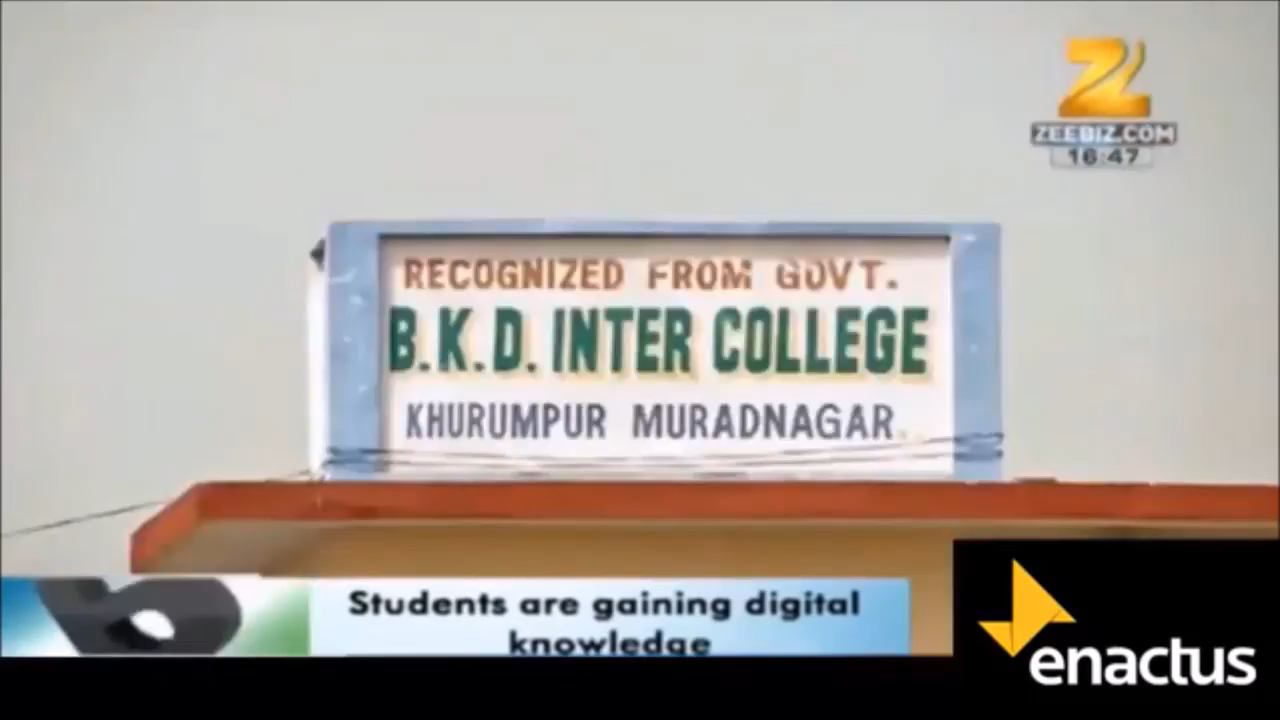 ZEEBIZ.COM
16:47
RECOGNIZED FROM GOVT.
B.K.D. INTER COLLEGE
KHURUMPUR MURADNAGAR.
Students are gaining digital
knowledge
enactus